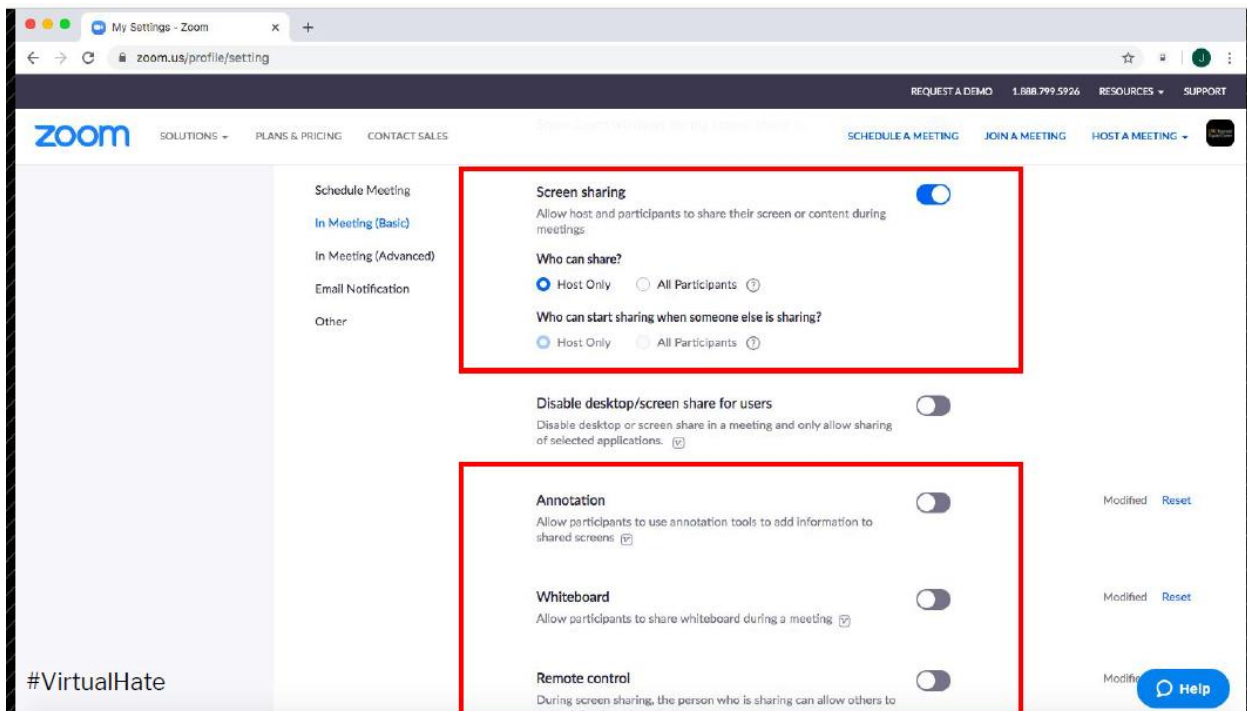 My Settings - Zoom
zoom.us/profile/setting
J
REQUEST A DEMO 1.888.799.5926 RESOURCES SUPPORT
zoom SOLUTIONS PLANS & PRICING CONTACT SALES SCHEDULE A MEETING JOIN A MEETING HOST A MEETING
Schedule Meeting
In Meeting (Basic)
In Meeting (Advanced)
Email Notification
Other
Screen sharing
Allow host and participants to share their screen or content during
meetings
Who can share?
Host Only All Participants
Who can start sharing when someone else is sharing?
Host Only All Participants
Disable desktop/screen share for users
Disable desktop or screen share in a meeting and only allow sharing
of selected applications.
Annotation Modified Reset
Allow participants to use annotation tools to add information to
shared screens
Whiteboard Modified Reset
Allow participants to share whiteboard during a meeting
Remote control
During screen sharing, the person who is sharing can allow others to
Help
#VirtualHate